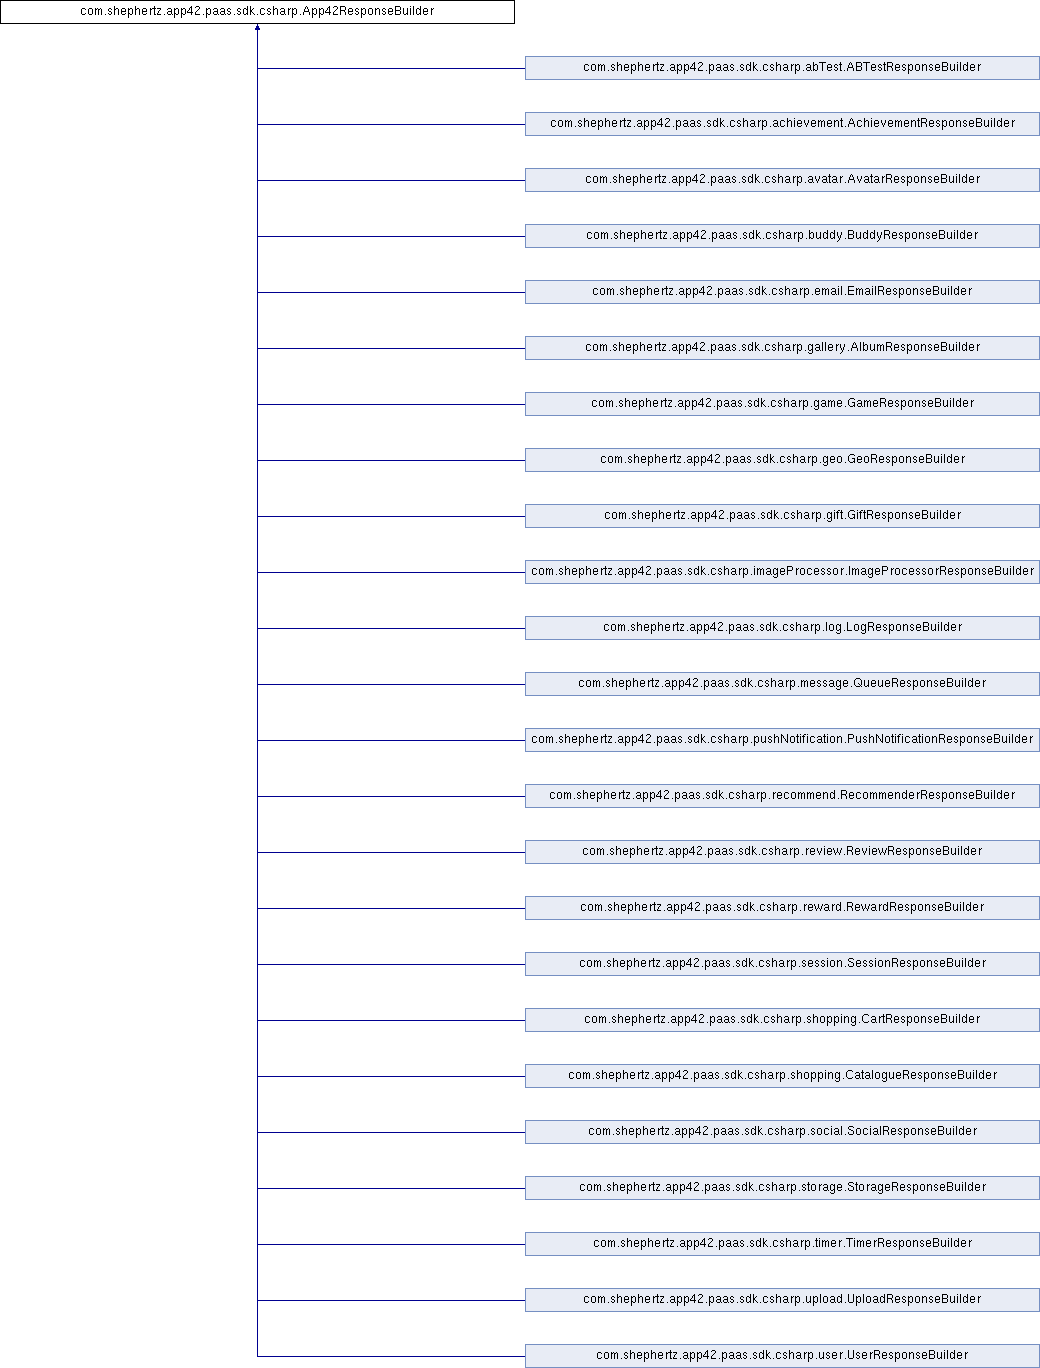 com.shephertz.app42.paas.sdk.csharp.App42ResponseBuilder
com.shephertz.app42.paas.sdk.csharp.abTest.ABTestResponseBuilder
com.shephertz.app42.paas.sdk.csharp.achievement.AchievementResponseBuilder
com.shephertz.app42.paas.sdk.csharp.avatar.AvatarResponseBuilder
com.shephertz.app42.paas.sdk.csharp.buddy.BuddyResponseBuilder
com.shephertz.app42.paas.sdk.csharp.email.EmailResponseBuilder
com.shephertz.app42.paas.sdk.csharp.gallery.AlbumResponseBuilder
com.shephertz.app42.paas.sdk.csharp.game.GameResponseBuilder
com.shephertz.app42.paas.sdk.csharp.geo.GeoResponseBuilder
com.shephertz.app42.paas.sdk.csharp.gift.GiftResponseBuilder
com.shephertz.app42.paas.sdk.csharp.imageProcessor.ImageProcessorResponseBuilder
com.shephertz.app42.paas.sdk.csharp.log.LogResponseBuilder
com.shephertz.app42.paas.sdk.csharp.message.QueueResponseBuilder
com.shephertz.app42.paas.sdk.csharp.pushNotification.PushNotificationResponseBuilder
com.shephertz.app42.paas.sdk.csharp.recommend.RecommenderResponseBuilder
com.shephertz.app42.paas.sdk.csharp.review.ReviewResponseBuilder
com.shephertz.app42.paas.sdk.csharp.reward.RewardResponseBuilder
com.shephertz.app42.paas.sdk.csharp.session.SessionResponseBuilder
com.shephertz.app42.paas.sdk.csharp.shopping.CartResponseBuilder
com.shephertz.app42.paas.sdk.csharp.shopping.CatalogueResponseBuilder
com.shephertz.app42.paas.sdk.csharp.social.SocialResponseBuilder
com.shephertz.app42.paas.sdk.csharp.storage.StorageResponseBuilder
com.shephertz.app42.paas.sdk.csharp.timer.TimerResponseBuilder
com.shephertz.app42.paas.sdk.csharp.upload.UploadResponseBuilder
com.shephertz.app42.paas.sdk.csharp.user.UserResponseBuilder